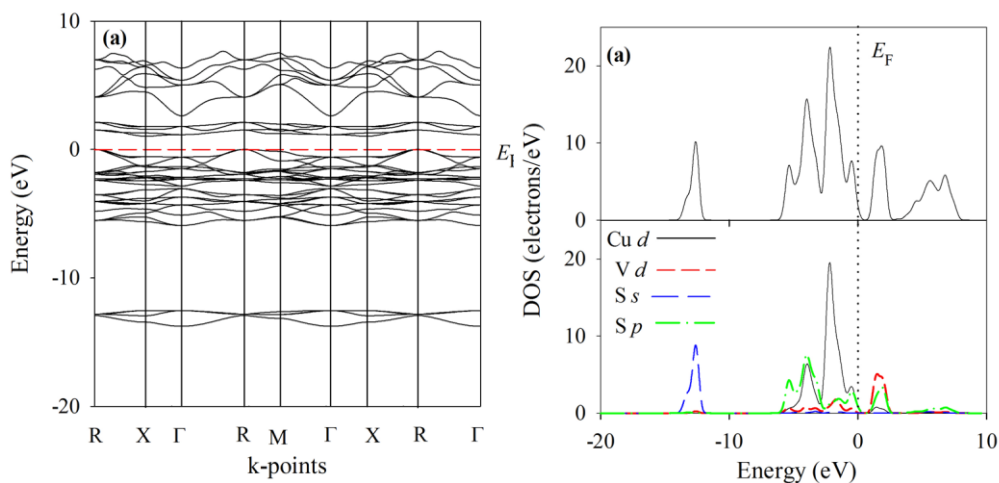 10
(a)
0
-10
-20
Energy (eV)
R X Γ R M Γ X R Γ
k-points
E_I
(a)
E_F
20
10
0
Cu d
V d
S s
S p
20
10
0
DOS (electrons/eV)
-20 -10 0 10
Energy (eV)